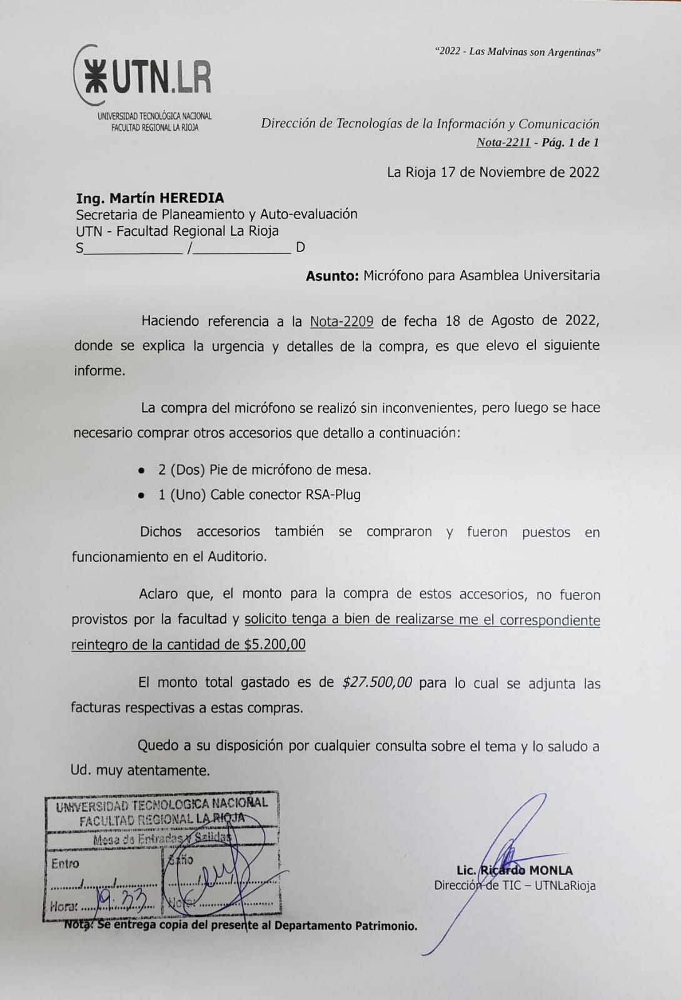 “2022 - Las Malvinas son Argentinas”
UTN.LR
UNIVERSIDAD TECNOLÓGICA NACIONAL
FACULTAD REGIONAL LA RIOJA
Dirección de Tecnologías de la Información y Comunicación
Nota-2211 - Pág. 1 de 1
La Rioja 17 de Noviembre de 2022
Ing. Martín HEREDIA
Secretaria de Planeamiento y Auto-evaluación
UTN - Facultad Regional La Rioja
S_____________ /_____________ D
Asunto: Micrófono para Asamblea Universitaria
Haciendo referencia a la Nota-2209 de fecha 18 de Agosto de 2022,
donde se explica la urgencia y detalles de la compra, es que elevo el siguiente
informe.
La compra del micrófono se realizó sin inconvenientes, pero luego se hace
necesario comprar otros accesorios que detallo a continuación:
• 2 (Dos) Pie de micrófono de mesa.
• 1 (Uno) Cable conector RSA-Plug
Dichos accesorios también se compraron y fueron puestos en
funcionamiento en el Auditorio.
Aclaro que, el monto para la compra de estos accesorios, no fueron
provistos por la facultad y solicito tenga a bien de realizarse me el correspondiente
reintegro de la cantidad de $5.200,00
El monto total gastado es de $27.500,00 para lo cual se adjunta las
facturas respectivas a estas compras.
Quedo a su disposición por cualquier consulta sobre el tema y lo saludo a
Ud. muy atentamente.
UNIVERSIDAD TECNOLOGICA NACIONAL
FACULTAD REGIONAL LA RIOJA
Mesa de Entradas y Salidas
Entro
Hora: 19:33
Hora:
Lic. Ricardo MONLA
Dirección de TIC – UTNLaRioja
Nota: Se entrega copia del presente al Departamento Patrimonio.